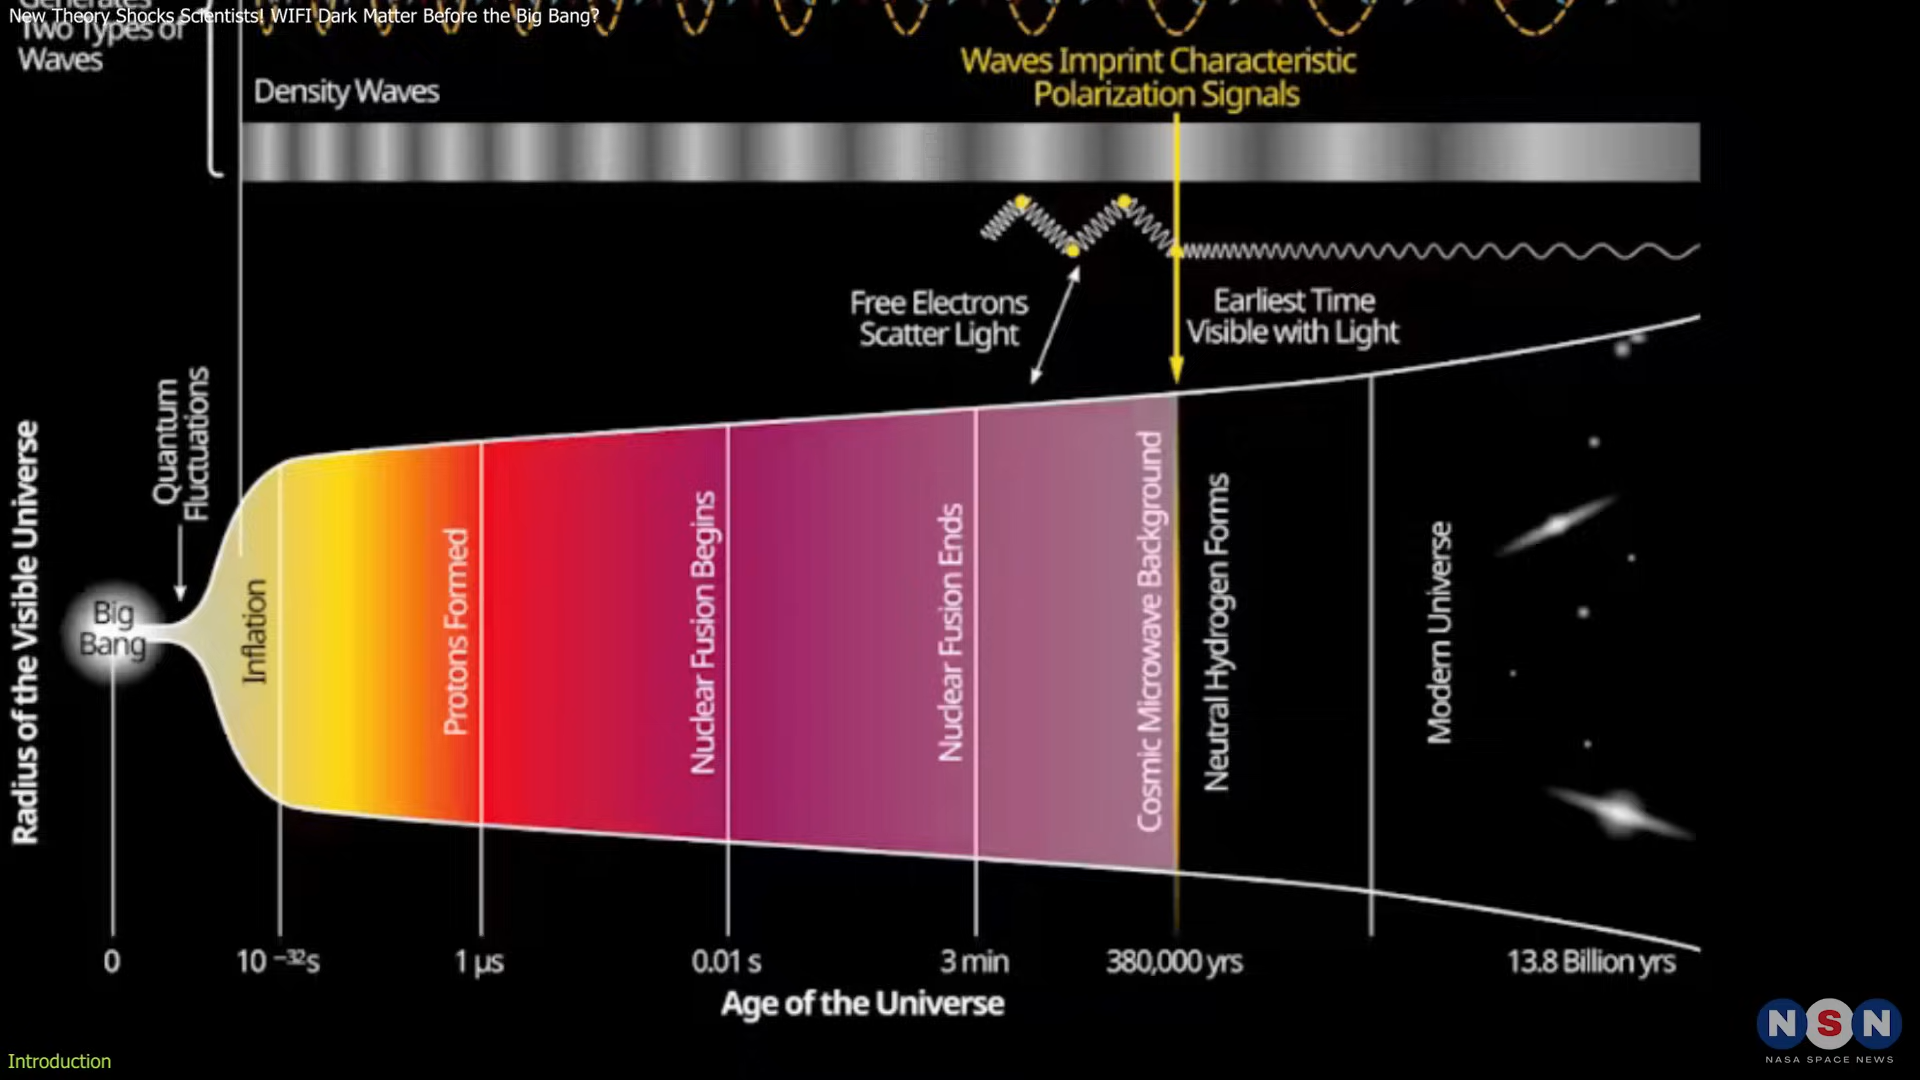 New Theory Shocks Scientists! WIFI Dark Matter Before the Big Bang?
Generates
Two Types of
Waves
Density Waves
Waves Imprint Characteristic
Polarization Signals
Free Electrons
Scatter Light
Earliest Time
Visible with Light
Quantum
Fluctuations
Radius of the Visible Universe
Big
Bang
Inflation
Protons Formed
Nuclear Fusion Begins
Nuclear Fusion Ends
Cosmic Microwave Background
Neutral Hydrogen Forms
Modern Universe
0
10 ⁻³²s
1 µs
0.01 s
3 min
380,000 yrs
13.8 Billion yrs
Age of the Universe
NSN
NASA SPACE NEWS
Introduction